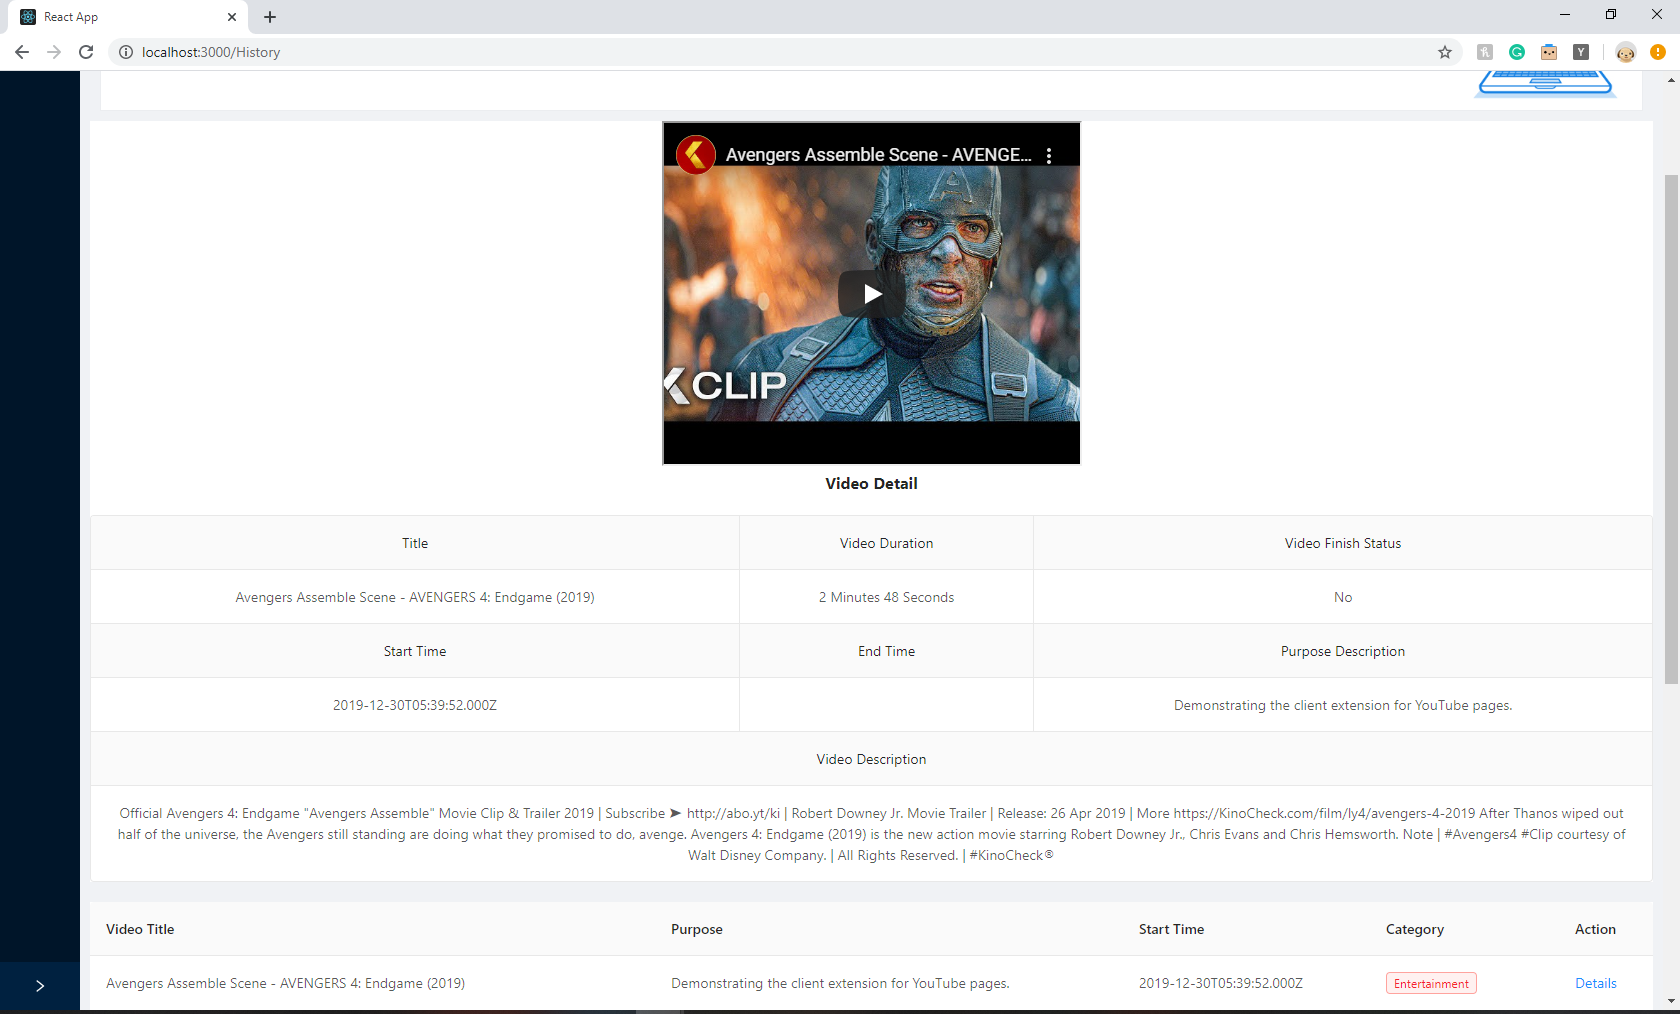 React App
localhost:3000/History
Y
Avengers Assemble Scene - AVENGE...
CLIP
Video Detail
Title
Video Duration
Video Finish Status
Avengers Assemble Scene - AVENGERS 4: Endgame (2019)
2 Minutes 48 Seconds
No
Start Time
End Time
Purpose Description
2019-12-30T05:39:52.000Z
Demonstrating the client extension for YouTube pages.
Video Description
Official Avengers 4: Endgame "Avengers Assemble" Movie Clip & Trailer 2019 | Subscribe ➤ http://abo.yt/ki | Robert Downey Jr. Movie Trailer | Release: 26 Apr 2019 | More https://KinoCheck.com/film/ly4/avengers-4-2019 After Thanos wiped out
half of the universe, the Avengers still standing are doing what they promised to do, avenge. Avengers 4: Endgame (2019) is the new action movie starring Robert Downey Jr., Chris Evans and Chris Hemsworth. Note | #Avengers4 #Clip courtesy of
Walt Disney Company. | All Rights Reserved. | #KinoCheck®
Video Title
Purpose
Start Time
Category
Action
Avengers Assemble Scene - AVENGERS 4: Endgame (2019)
Demonstrating the client extension for YouTube pages.
2019-12-30T05:39:52.000Z
Entertainment
Details